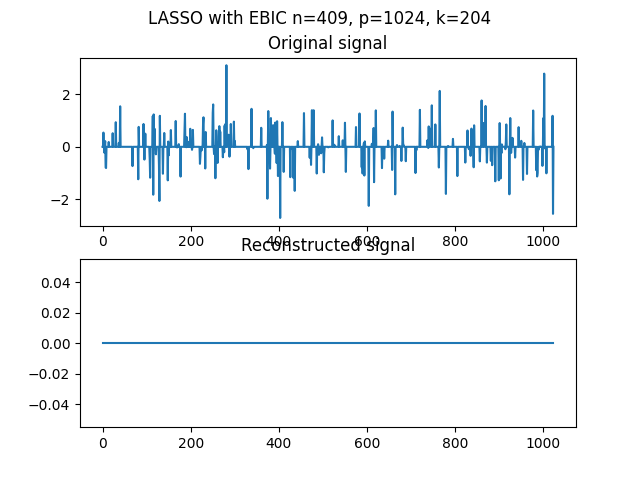 LASSO with EBIC n=409, p=1024, k=204
Original signal
2
0
−2
0 200 400 600 800 1000
Reconstructed signal
0.04
0.02
0.00
−0.02
−0.04
0 200 400 600 800 1000